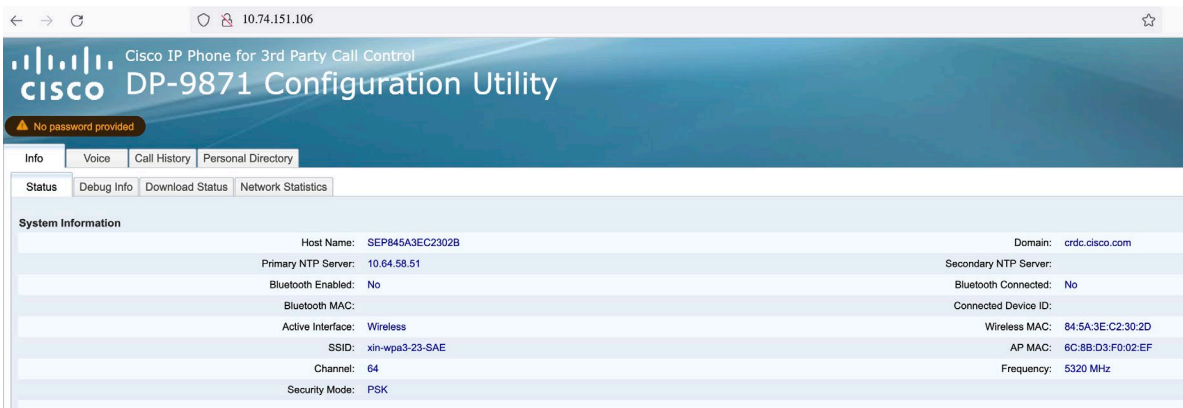 10.74.151.106
Cisco IP Phone for 3rd Party Call Control
CISCO DP-9871 Configuration Utility
No password provided
Info Voice Call History Personal Directory
Status Debug Info Download Status Network Statistics
System Information
Host Name: SEP845A3EC2302B Domain: crdc.cisco.com
Primary NTP Server: 10.64.58.51 Secondary NTP Server:
Bluetooth Enabled: No Bluetooth Connected: No
Bluetooth MAC: Connected Device ID:
Active Interface: Wireless Wireless MAC: 84:5A:3E:C2:30:2D
SSID: xin-wpa3-23-SAE AP MAC: 6C:8B:D3:F0:02:EF
Channel: 64 Frequency: 5320 MHz
Security Mode: PSK